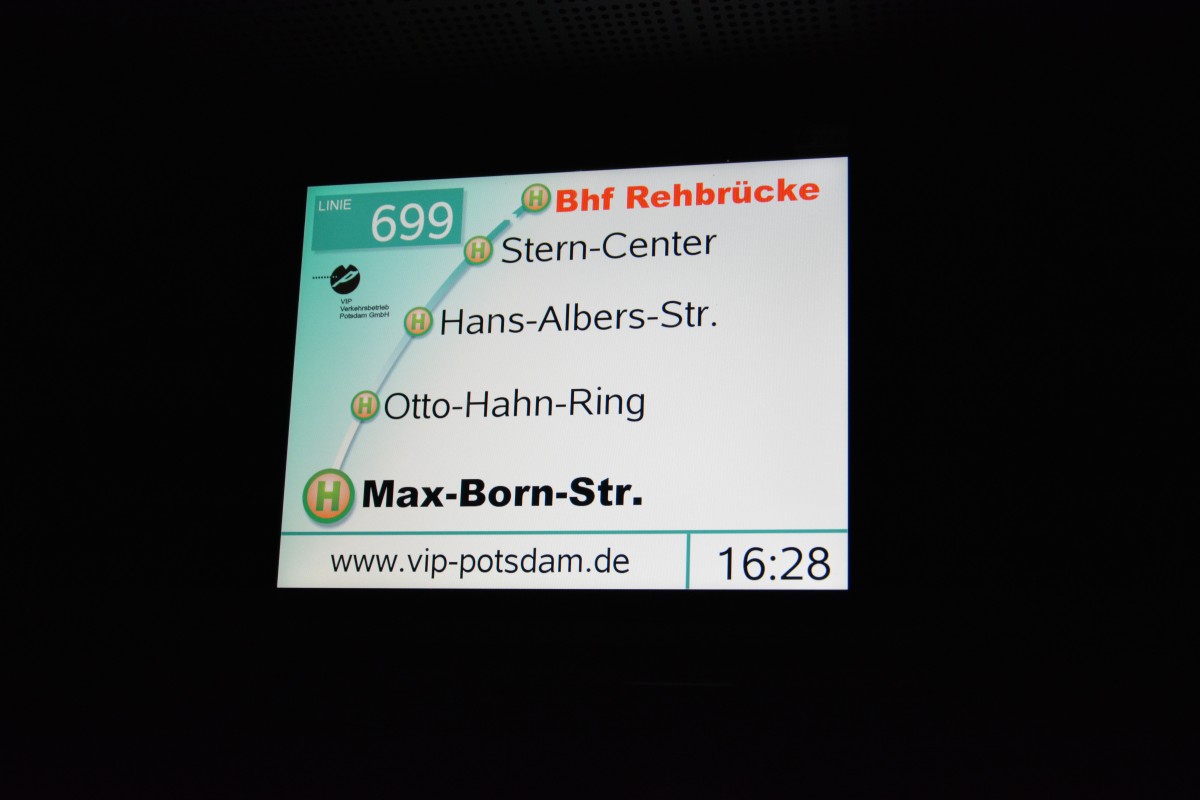 LINIE
699
H Bhf Rehbrücke
H Stern-Center
VIP
Verkehrsbetrieb
Potsdam GmbH
H Hans-Albers-Str.
H Otto-Hahn-Ring
H Max-Born-Str.
www.vip-potsdam.de
16:28